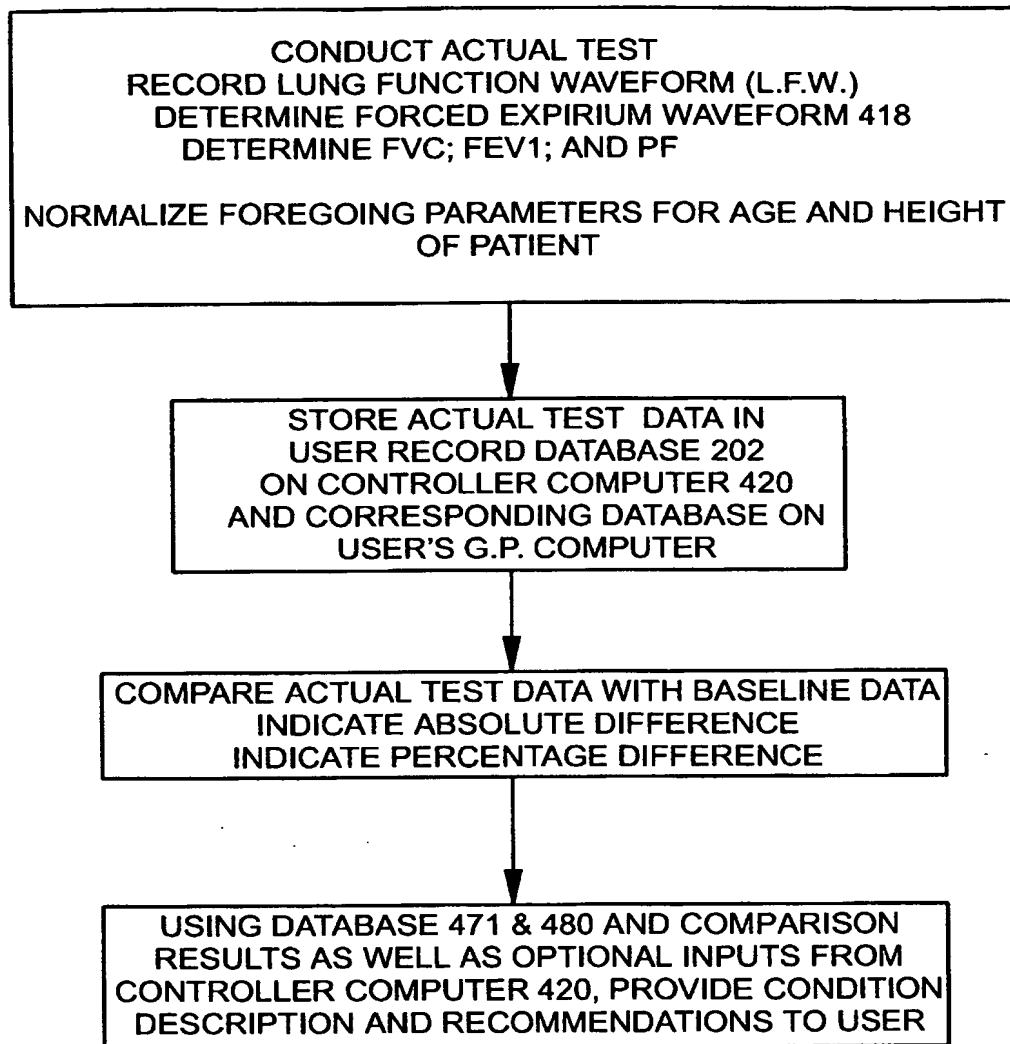 CONDUCT ACTUAL TEST
RECORD LUNG FUNCTION WAVEFORM (L.F.W.)
DETERMINE FORCED EXPIRIUM WAVEFORM 418
DETERMINE FVC; FEV1; AND PF
NORMALIZE FOREGOING PARAMETERS FOR AGE AND HEIGHT
OF PATIENT
STORE ACTUAL TEST DATA IN
USER RECORD DATABASE 202
ON CONTROLLER COMPUTER 420
AND CORRESPONDING DATABASE ON
USER'S G.P. COMPUTER
COMPARE ACTUAL TEST DATA WITH BASELINE DATA
INDICATE ABSOLUTE DIFFERENCE
INDICATE PERCENTAGE DIFFERENCE
USING DATABASE 471 & 480 AND COMPARISON
RESULTS AS WELL AS OPTIONAL INPUTS FROM
CONTROLLER COMPUTER 420, PROVIDE CONDITION
DESCRIPTION AND RECOMMENDATIONS TO USER